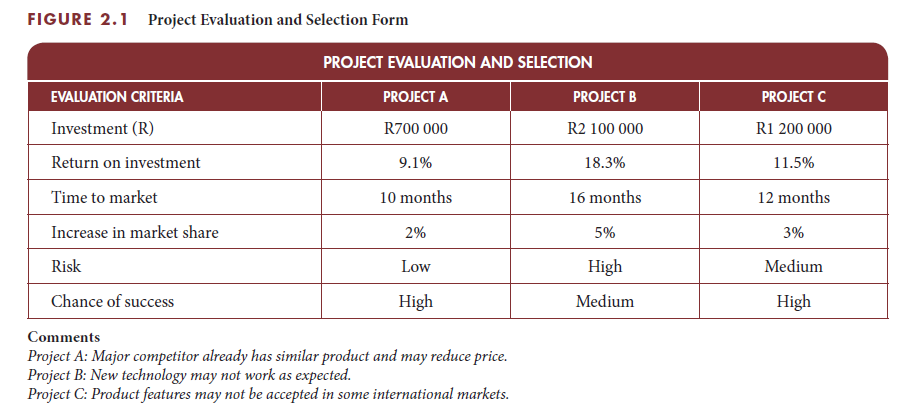 FIGURE 2.1 Project Evaluation and Selection Form
PROJECT EVALUATION AND SELECTION
EVALUATION CRITERIA PROJECT A PROJECT B PROJECT C
Investment (R) R700 000 R2 100 000 R1 200 000
Return on investment 9.1% 18.3% 11.5%
Time to market 10 months 16 months 12 months
Increase in market share 2% 5% 3%
Risk Low High Medium
Chance of success High Medium High
Comments
Project A: Major competitor already has similar product and may reduce price.
Project B: New technology may not work as expected.
Project C: Product features may not be accepted in some international markets.